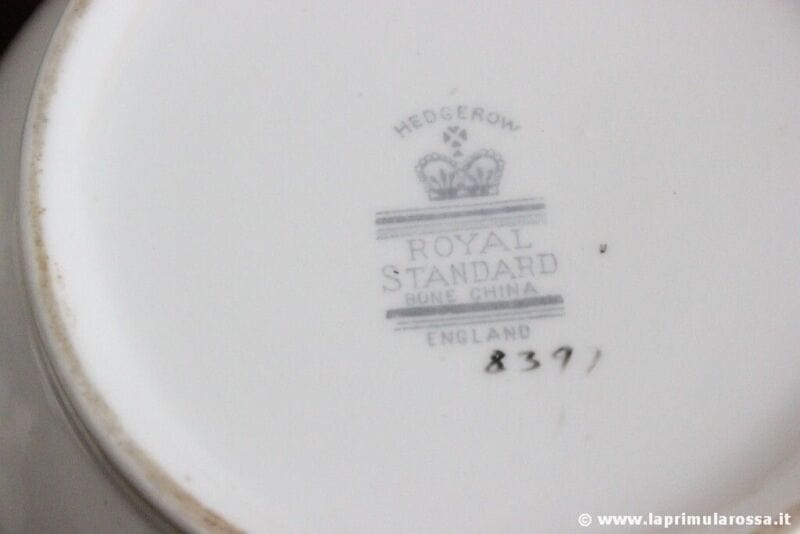 HEDGEROW
ROYAL
STANDARD
BONE CHINA
ENGLAND
8397
© www.laprimularossa.it